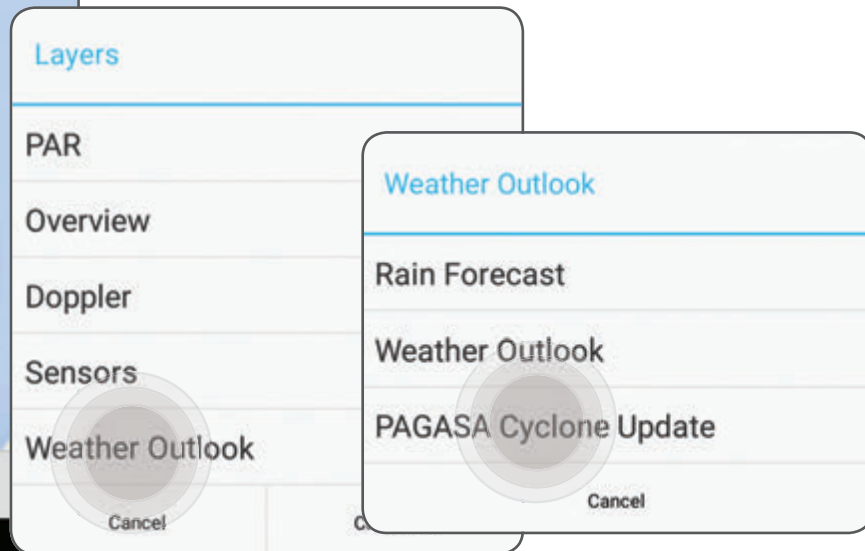 Layers
PAR
Overview
Doppler
Sensors
Weather Outlook
Cancel
Weather Outlook
Rain Forecast
Weather Outlook
PAGASA Cyclone Update
Cancel